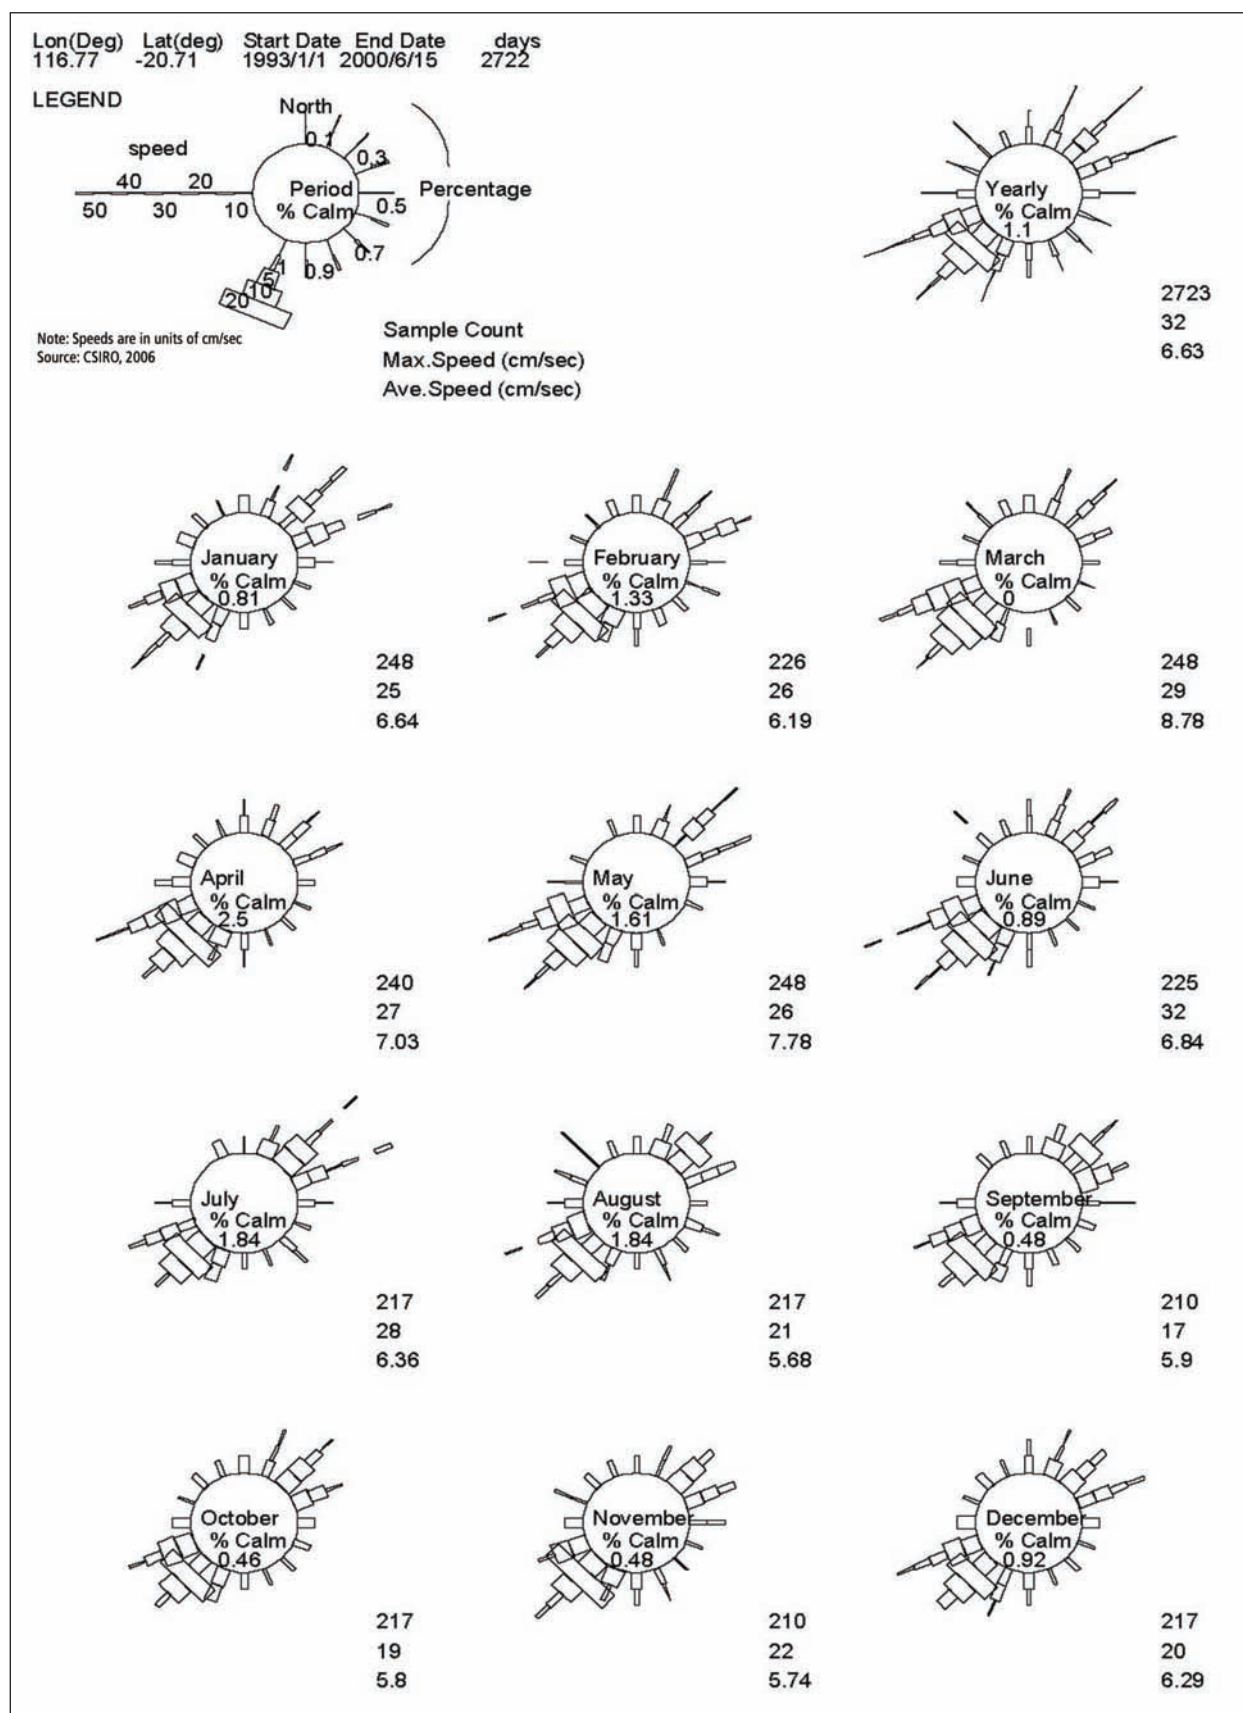 Lon(Deg) Lat(deg) Start Date End Date days
116.77 -20.71 1993/1/1 2000/6/15 2722
LEGEND
North
speed
40 20
50 30 10
Period
% Calm
0.1
0.3
0.5
0.7
0.9
1
5
10
20
Percentage
Note: Speeds are in units of cm/sec
Source: CSIRO, 2006
Sample Count
Max.Speed (cm/sec)
Ave.Speed (cm/sec)
Yearly
% Calm
1.1
2723
32
6.63
January
% Calm
0.81
248
25
6.64
February
% Calm
1.33
226
26
6.19
March
% Calm
0
248
29
8.78
April
% Calm
2.5
240
27
7.03
May
% Calm
1.61
248
26
7.78
June
% Calm
0.89
225
32
6.84
July
% Calm
1.84
217
28
6.36
August
% Calm
1.84
217
21
5.68
September
% Calm
0.48
210
17
5.9
October
% Calm
0.46
217
19
5.8
November
% Calm
0.48
210
22
5.74
December
% Calm
0.92
217
20
6.29